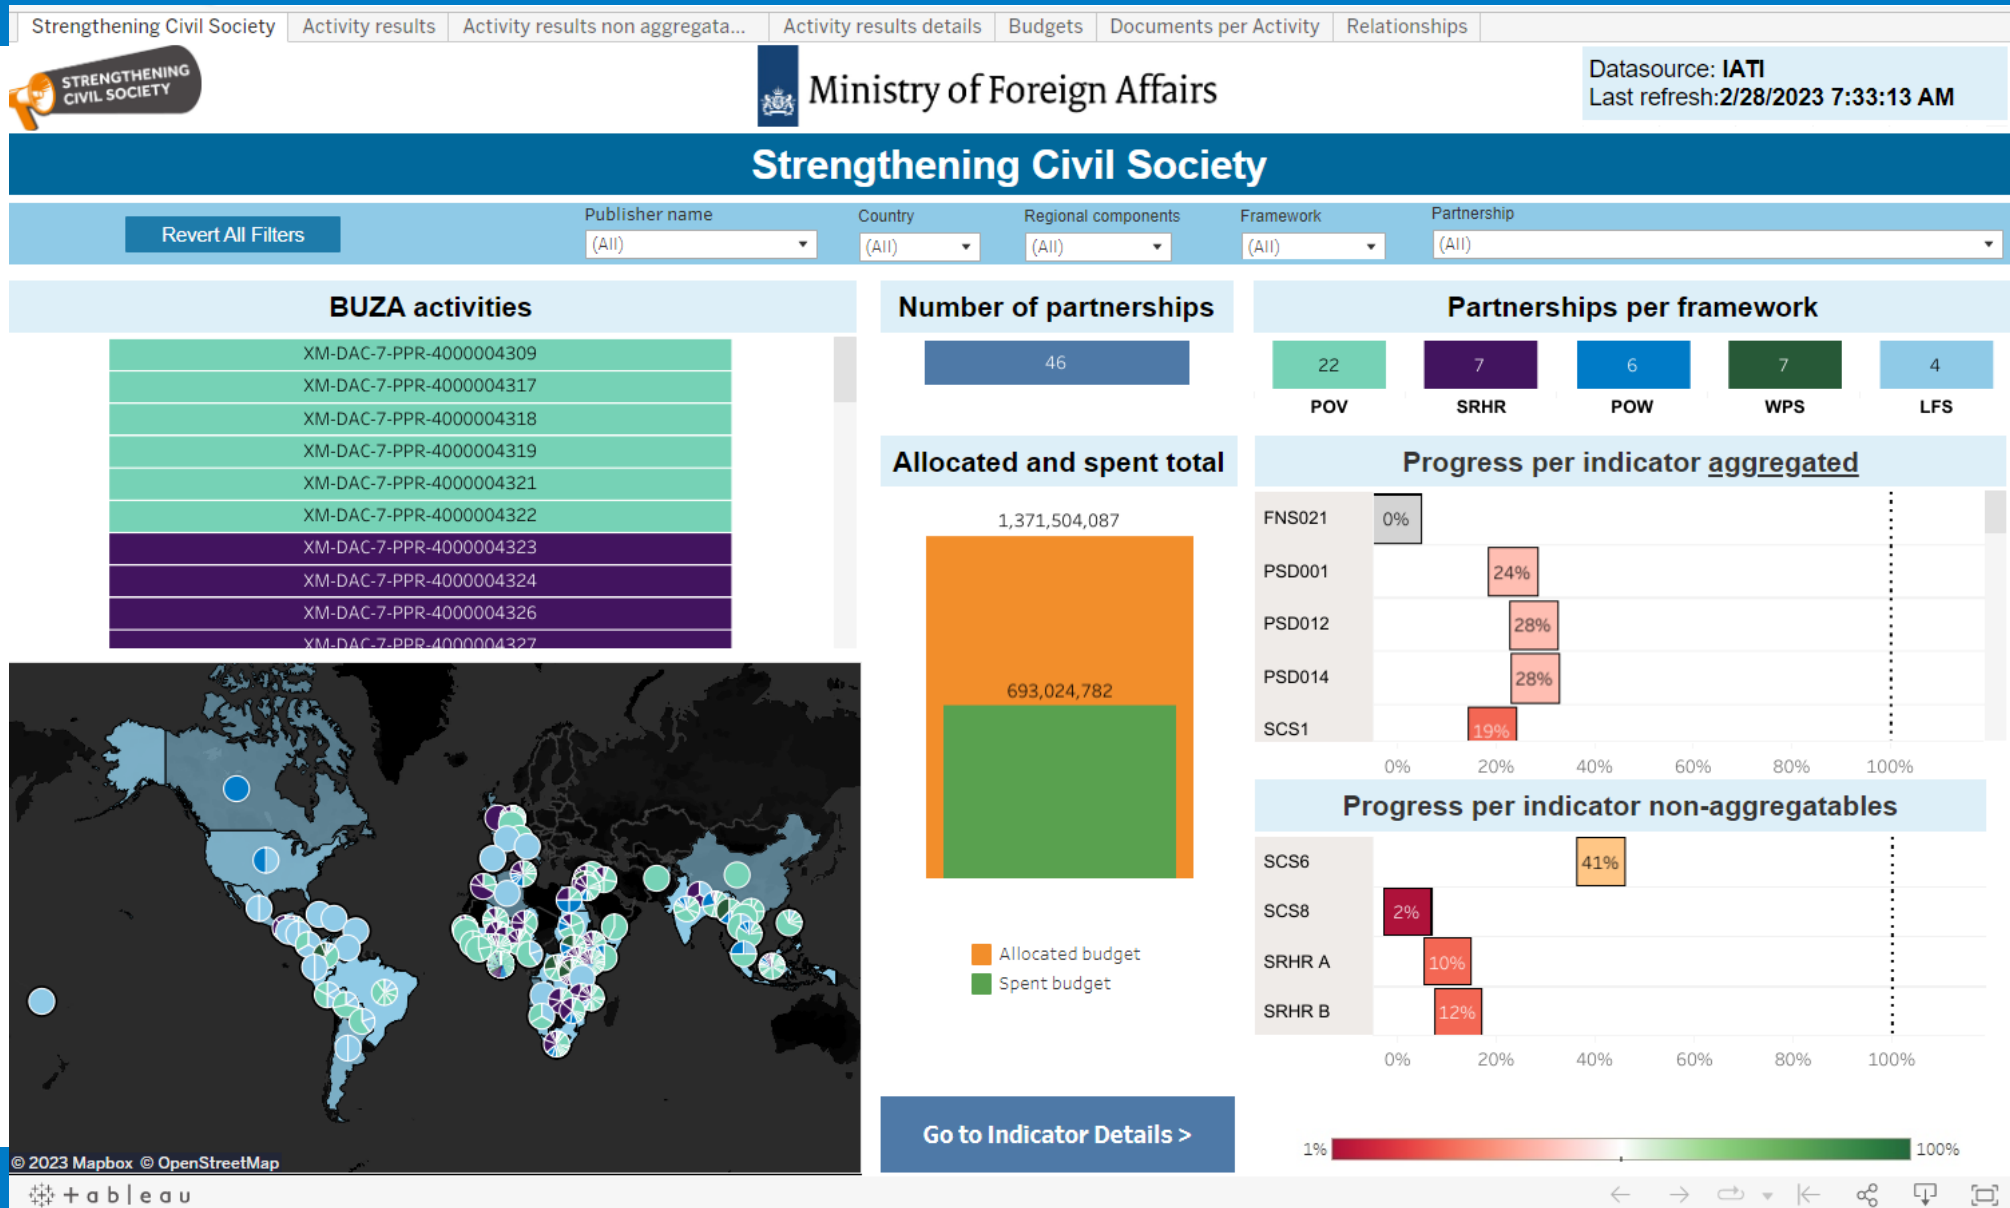 Strengthening Civil Society
Activity results
Activity results non aggregata...
Activity results details
Budgets
Documents per Activity
Relationships
STRENGTHENING
CIVIL SOCIETY
Ministry of Foreign Affairs
Datasource: IATI
Last refresh:2/28/2023 7:33:13 AM
Strengthening Civil Society
Revert All Filters
Publisher name
(All)
Country
(All)
Regional components
(All)
Framework
(All)
Partnership
(All)
BUZA activities
XM-DAC-7-PPR-4000004309
XM-DAC-7-PPR-4000004317
XM-DAC-7-PPR-4000004318
XM-DAC-7-PPR-4000004319
XM-DAC-7-PPR-4000004321
XM-DAC-7-PPR-4000004322
XM-DAC-7-PPR-4000004323
XM-DAC-7-PPR-4000004324
XM-DAC-7-PPR-4000004326
XM-DAC-7-PPR-4000004327
© 2023 Mapbox © OpenStreetMap
Number of partnerships
46
Allocated and spent total
1,371,504,087
693,024,782
Allocated budget
Spent budget
Go to Indicator Details >
Partnerships per framework
22
7
6
7
4
POV
SRHR
POW
WPS
LFS
Progress per indicator aggregated
FNS021
0%
PSD001
24%
PSD012
28%
PSD014
28%
SCS1
19%
0%
20%
40%
60%
80%
100%
Progress per indicator non-aggregatables
SCS6
41%
SCS8
2%
SRHR A
10%
SRHR B
12%
0%
20%
40%
60%
80%
100%
1%
100%
+ableau